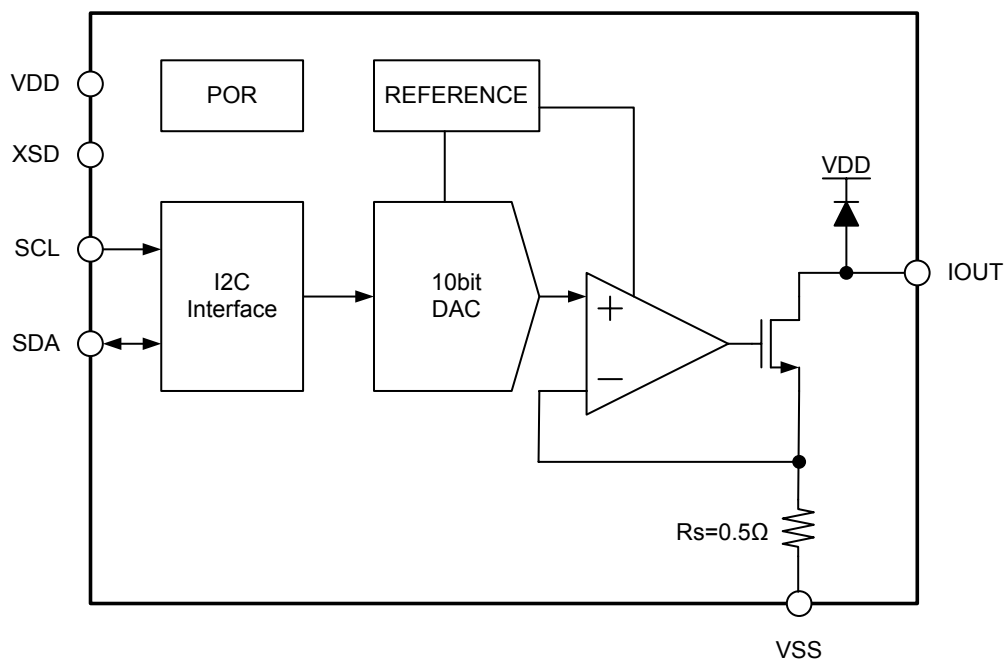 VDD
POR
REFERENCE
XSD
VDD
SCL
I2C
Interface
10bit
DAC
IOUT
SDA
+
−
Rs=0.5Ω
VSS